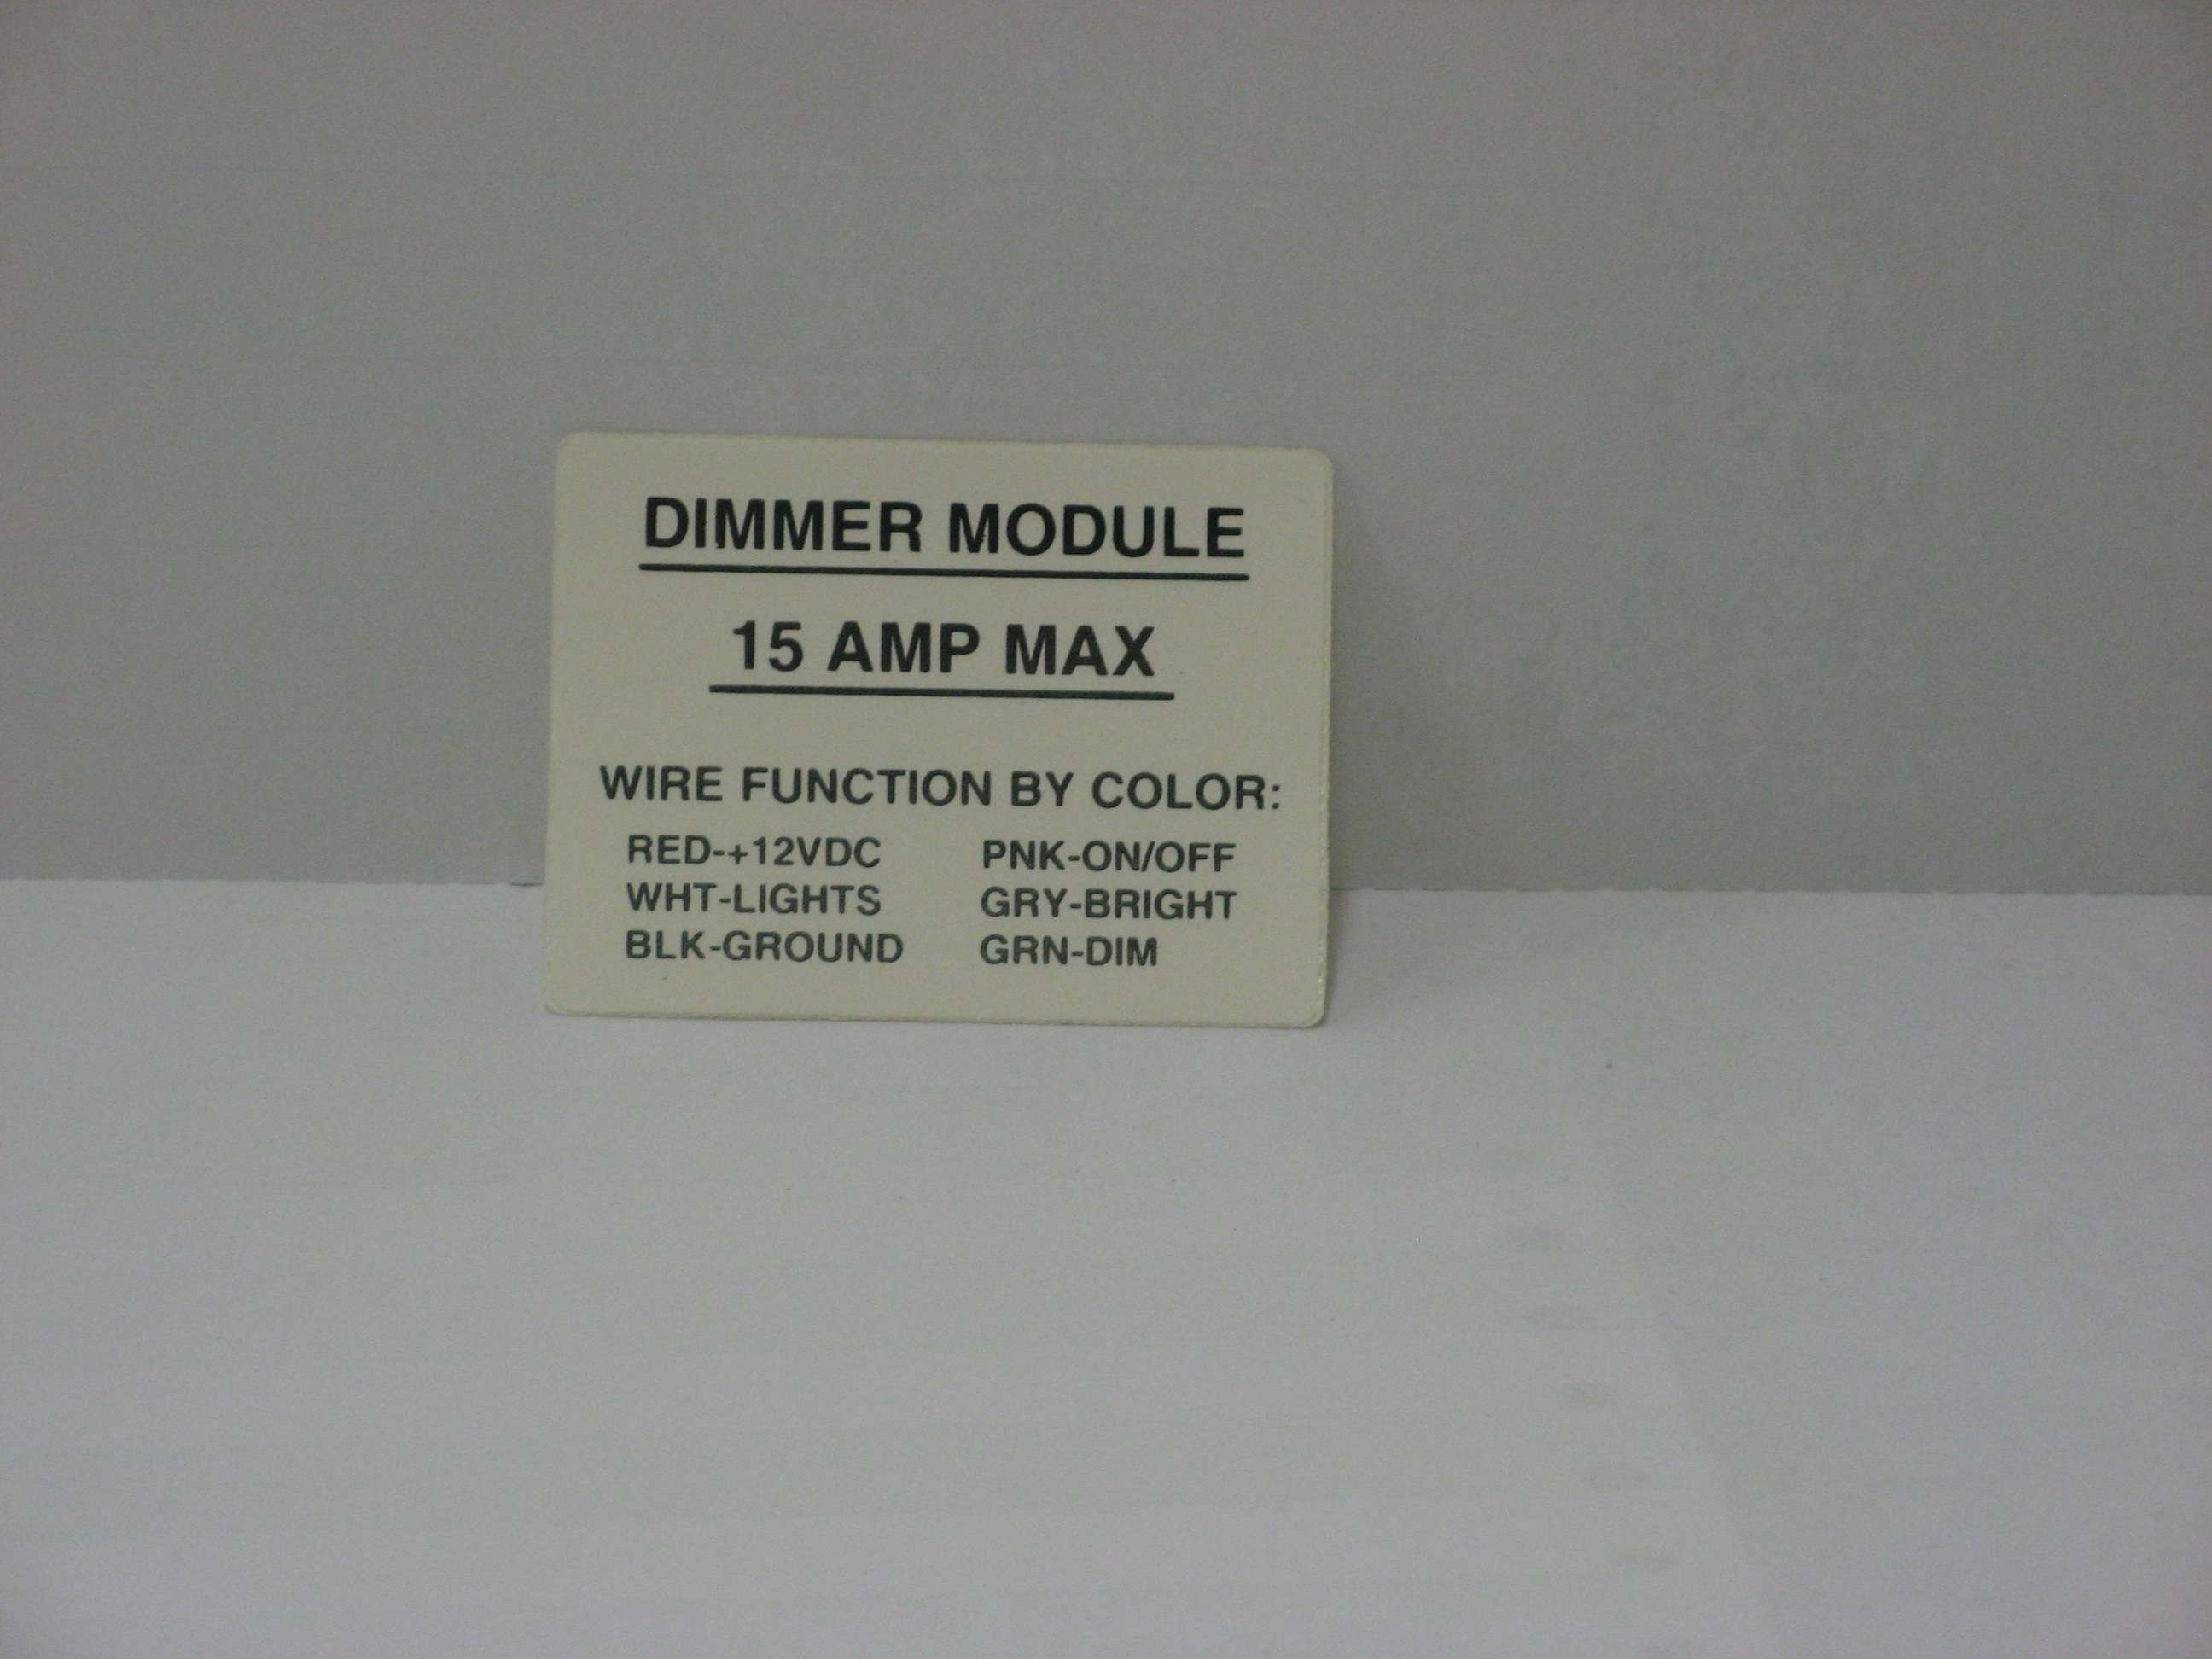 DIMMER MODULE
15 AMP MAX
WIRE FUNCTION BY COLOR:
RED-+12VDC PNK-ON/OFF
WHT-LIGHTS GRY-BRIGHT
BLK-GROUND GRN-DIM